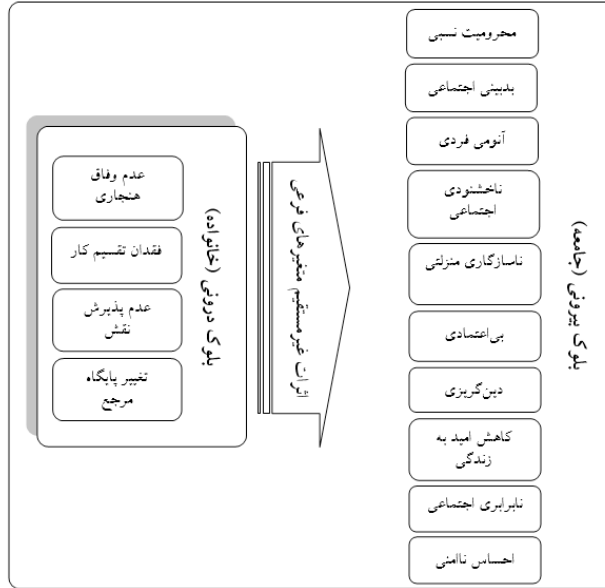 محرومیت نسبی
بدبینی اجتماعی
آنومی فردی
ناخشنودی
اجتماعی
ناسازگاری منزلتی
بی‌اعتمادی
دین‌گریزی
کاهش امید به
زندگی
نابرابری اجتماعی
احساس ناامنی
بلوک بیرونی (جامعه)
اثرات غیرمستقیم متغیرهای فرعی
بلوک درونی (خانواده)
عدم وفاق
هنجاری
فقدان تقسیم کار
عدم پذیرش
نقش
تغییر پایگاه
مرجع